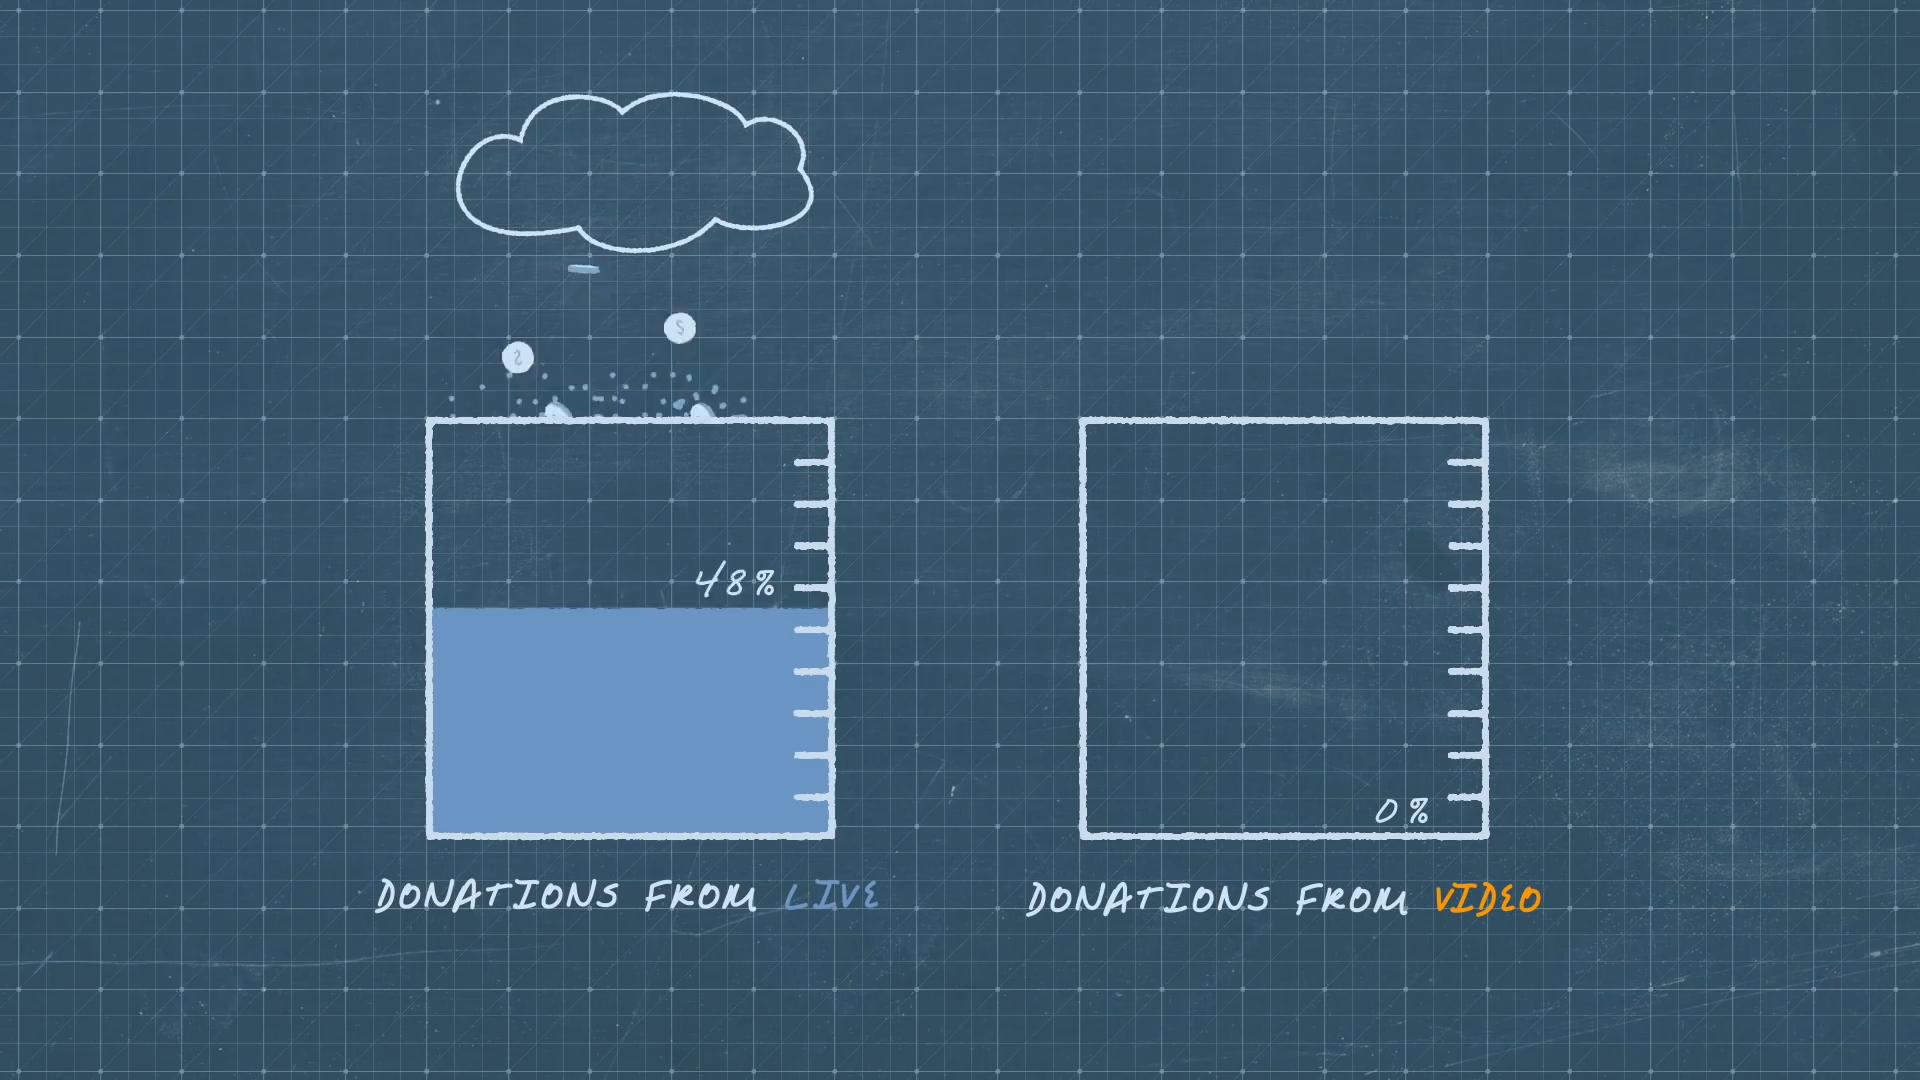 48%
0%
DONATIONS FROM LIVE
DONATIONS FROM VIDEO